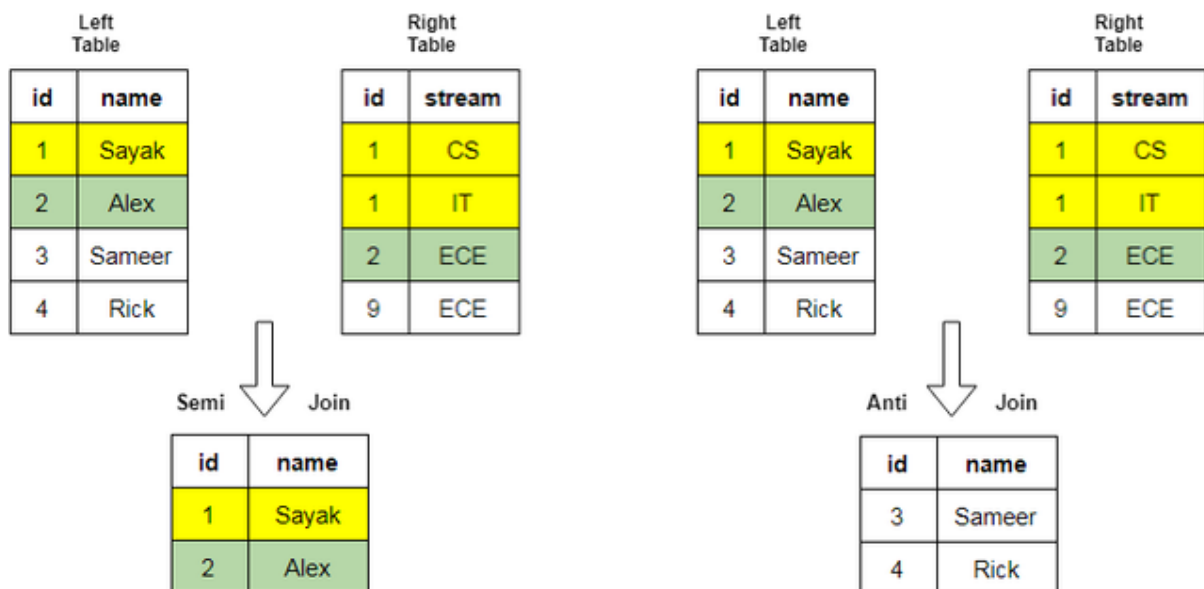 Left Table
Right Table
Left Table
Right Table
id name
id stream
id name
id stream
1 Sayak
1 CS
1 Sayak
1 CS
2 Alex
1 IT
2 Alex
1 IT
3 Sameer
2 ECE
3 Sameer
2 ECE
4 Rick
9 ECE
4 Rick
9 ECE
Semi Join
Anti Join
id name
id name
1 Sayak
3 Sameer
2 Alex
4 Rick